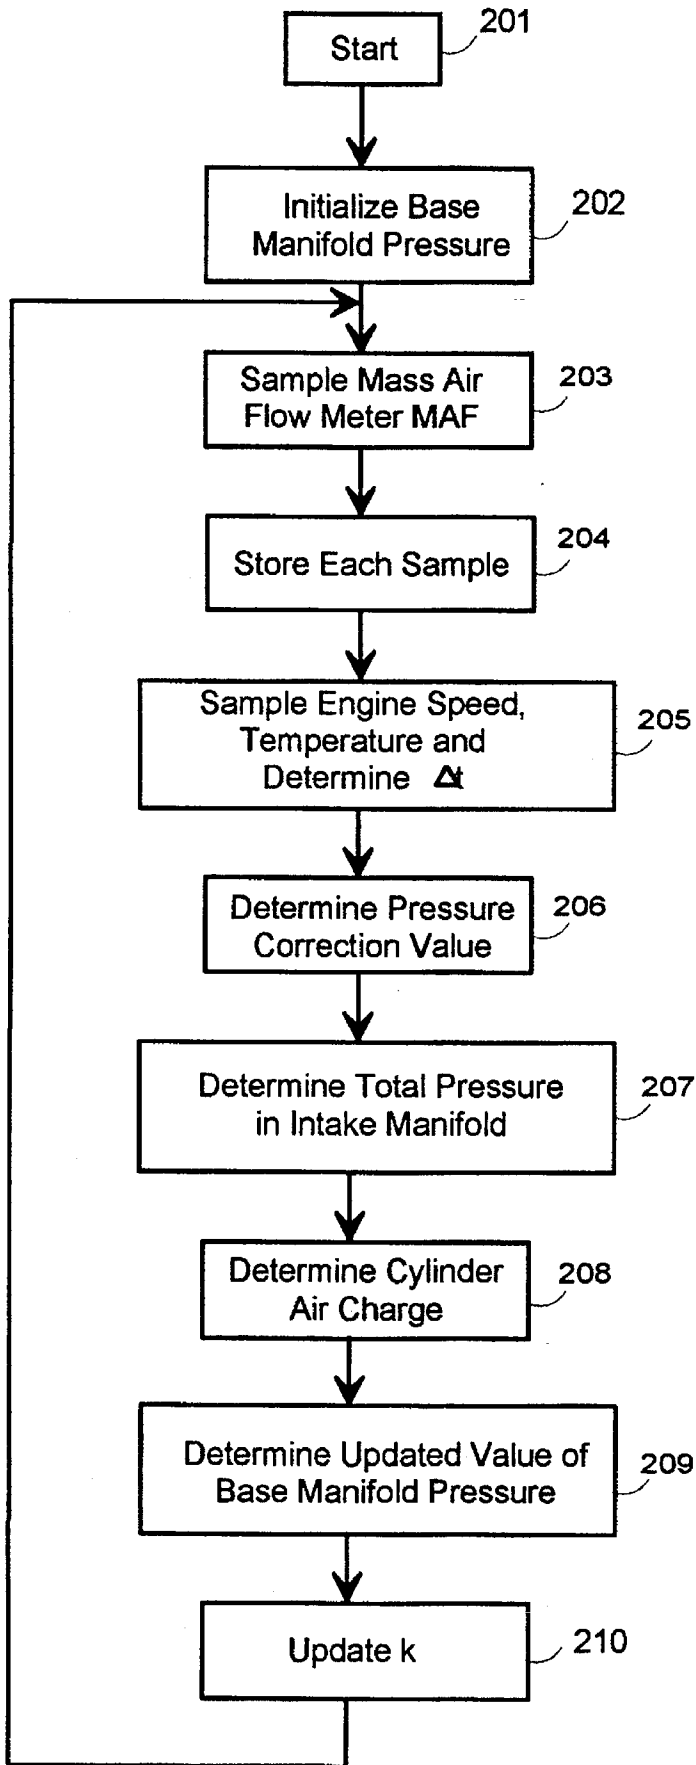 Start
201
Initialize Base
Manifold Pressure
202
Sample Mass Air
Flow Meter MAF
203
Store Each Sample
204
Sample Engine Speed,
Temperature and
Determine Δt
205
Determine Pressure
Correction Value
206
Determine Total Pressure
in Intake Manifold
207
Determine Cylinder
Air Charge
208
Determine Updated Value of
Base Manifold Pressure
209
Update k
210